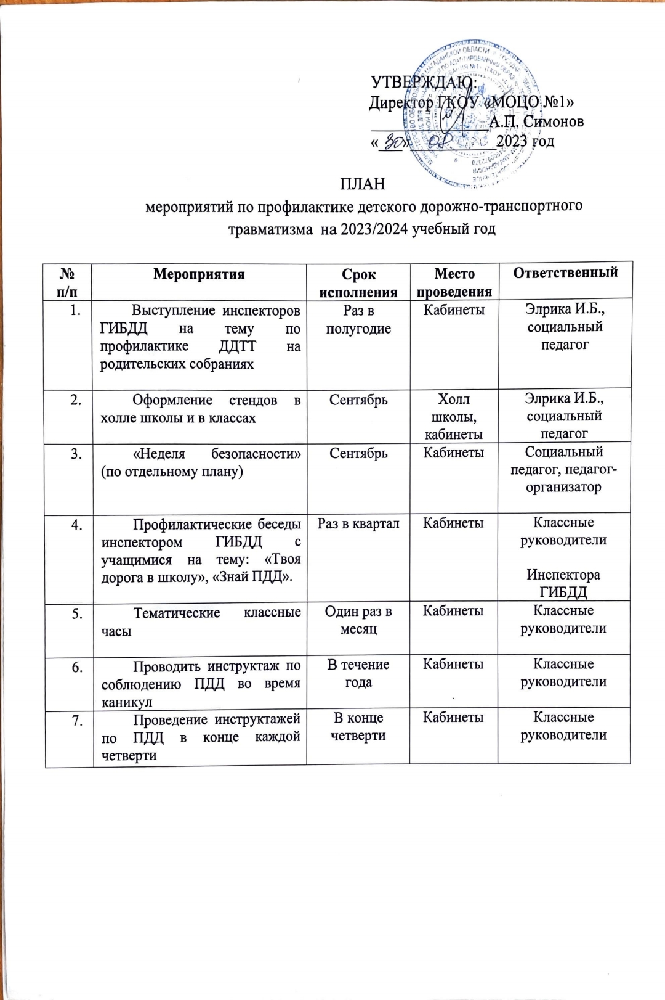 УТВЕРЖДАЮ:
Директор ГКОУ «МОЦО №1»
А.П. Симонов
«30» 08 2023 год
ПЛАН
мероприятий по профилактике детского дорожно-транспортного
травматизма на 2023/2024 учебный год
№
п/п
Мероприятия
Срок
исполнения
Место
проведения
Ответственный
1.
Выступление инспекторов
ГИБДД на тему по
профилактике ДДТТ на
родительских собраниях
Раз в
полугодие
Кабинеты
Элрика И.Б.,
социальный
педагог
2.
Оформление стендов в
холле школы и в классах
Сентябрь
Холл
школы,
кабинеты
Элрика И.Б.,
социальный
педагог
3.
«Неделя безопасности»
(по отдельному плану)
Сентябрь
Кабинеты
Социальный
педагог, педагог-
организатор
4.
Профилактические беседы
инспектором ГИБДД с
учащимися на тему: «Твоя
дорога в школу», «Знай ПДД».
Раз в квартал
Кабинеты
Классные
руководители
Инспектора
ГИБДД
5.
Тематические классные
часы
Один раз в
месяц
Кабинеты
Классные
руководители
6.
Проводить инструктаж по
соблюдению ПДД во время
каникул
В течение
года
Кабинеты
Классные
руководители
7.
Проведение инструктажей
по ПДД в конце каждой
четверти
В конце
четверти
Кабинеты
Классные
руководители